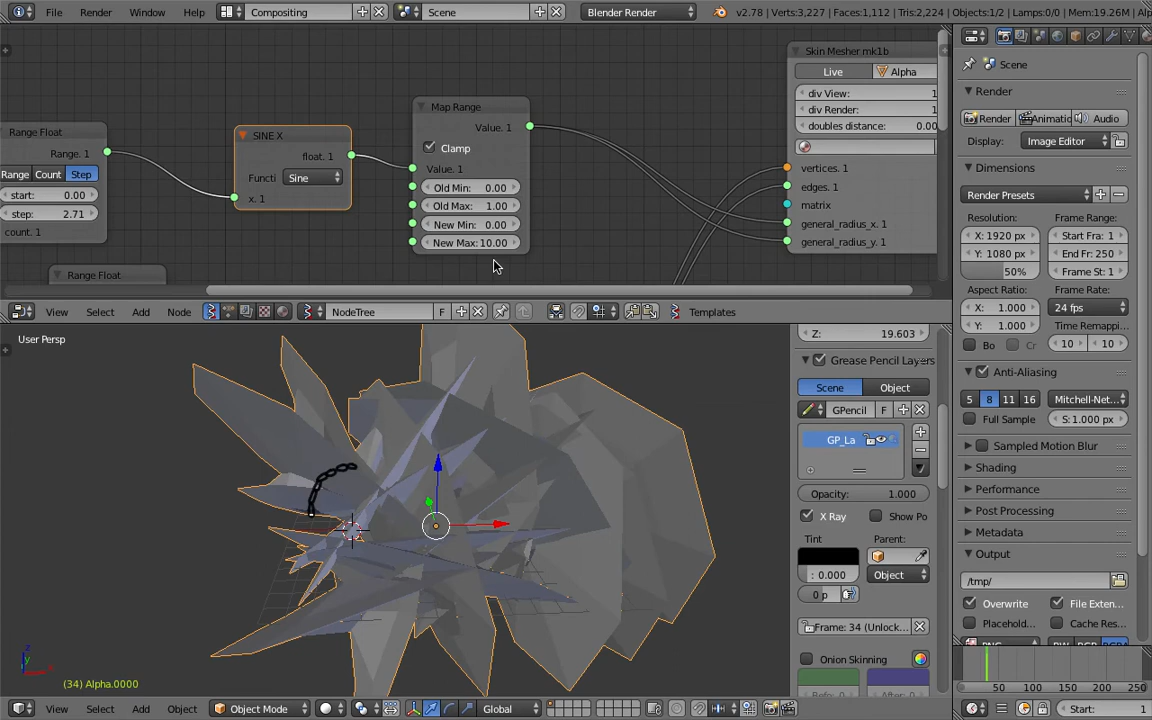 File Render Window Help Compositing Scene Blender Render v2.78 | Verts:3,227 | Faces:1,112 | Tris:2,224 | Objects:1/2 | Lamps:0/0 | Mem:19.26M | Alp
Range Float
Range. 1
Range Count Step
start: 0.00
step: 2.71
count. 1
Range Float
SINE X
float. 1
Functi Sine
x. 1
Map Range
Value. 1
Clamp
Value. 1
Old Min: 0.00
Old Max: 1.00
New Min: 0.00
New Max: 10.00
Skin Mesher mk1b
Live Alpha
div View: 1
div Render: 1
doubles distance: 0.00
vertices. 1
edges. 1
matrix
general_radius_x. 1
general_radius_y. 1
View Select Add Node NodeTree F Templates
User Persp
(34) Alpha.0000
Z: 19.603
Grease Pencil Layers
Scene Object
GPencil F
GP_La
Opacity: 1.000
X Ray Show Po
Tint Parent:
: 0.000 Object
0 p
Frame: 34 (Unlock...
Onion Skinning
View Select Add Object Object Mode Global
Scene
Render
Render Animatic Audio
Display: Image Editor
Dimensions
Render Presets
Resolution: Frame Range:
X: 1920 px Start Fra: 1
Y: 1080 px End Fr: 250
50% Frame St: 1
Aspect Ratio: Frame Rate:
X: 1.000 24 fps
Y: 1.000 Time Remappi...
Bo Cr 10 10
Anti-Aliasing
5 8 11 16 Mitchell-Net...
Full Sample S: 1.000 px
Sampled Motion Blur
Shading
Performance
Post Processing
Metadata
Output
/tmp/
Overwrite File Exten...
Placehold... Cache Res...
50 100 150 200 250
Start: 1